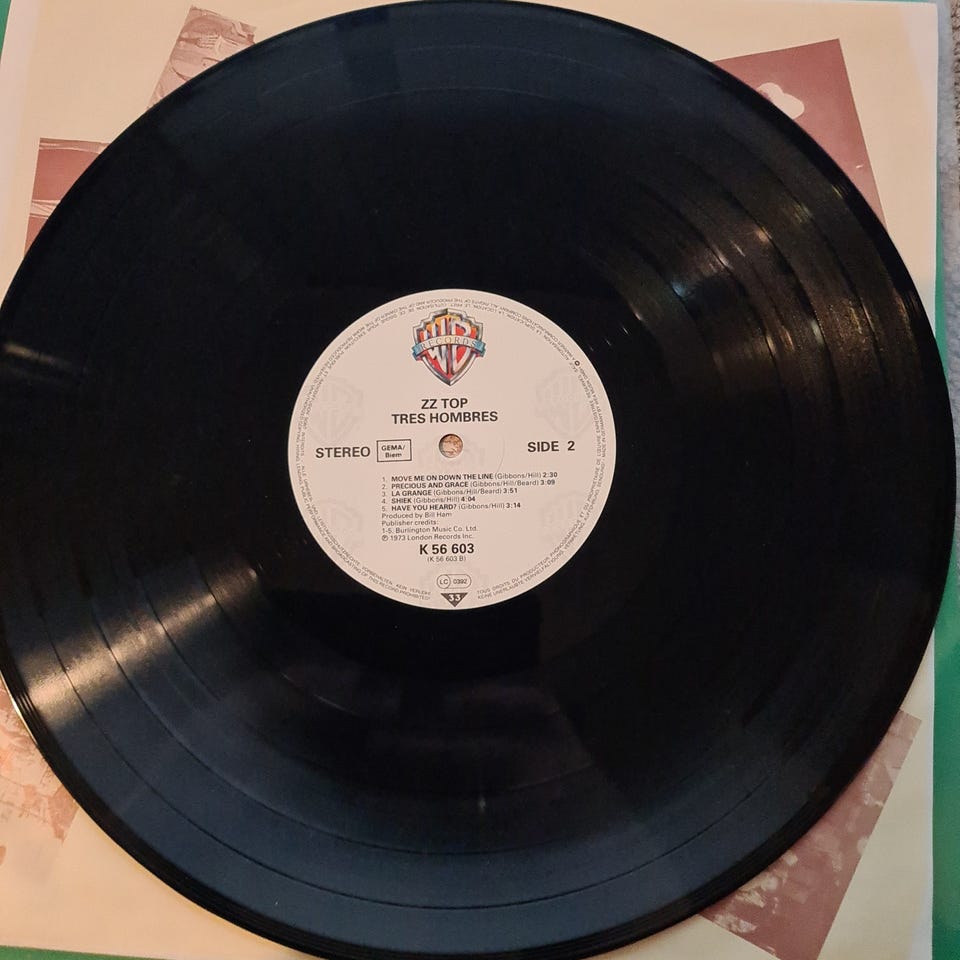 WB
RECORDS
ZZ TOP
TRES HOMBRES
STEREO GEMA/ Biem SIDE 2
1. MOVE ME ON DOWN THE LINE (Gibbons/Hill) 2:30
2. PRECIOUS AND GRACE (Gibbons/Hill/Beard) 3:09
3. LA GRANGE (Gibbons/Hill/Beard) 3:51
4. SHIEK (Gibbons/Hill) 4:04
5. HAVE YOU HEARD? (Gibbons/Hill) 3:14
Produced by Bill Ham
Publisher credits:
1-5. Burlington Music Co. Ltd.
℗ 1973 London Records Inc.
K 56 603
(K 56 603 B)
LC 0392
33